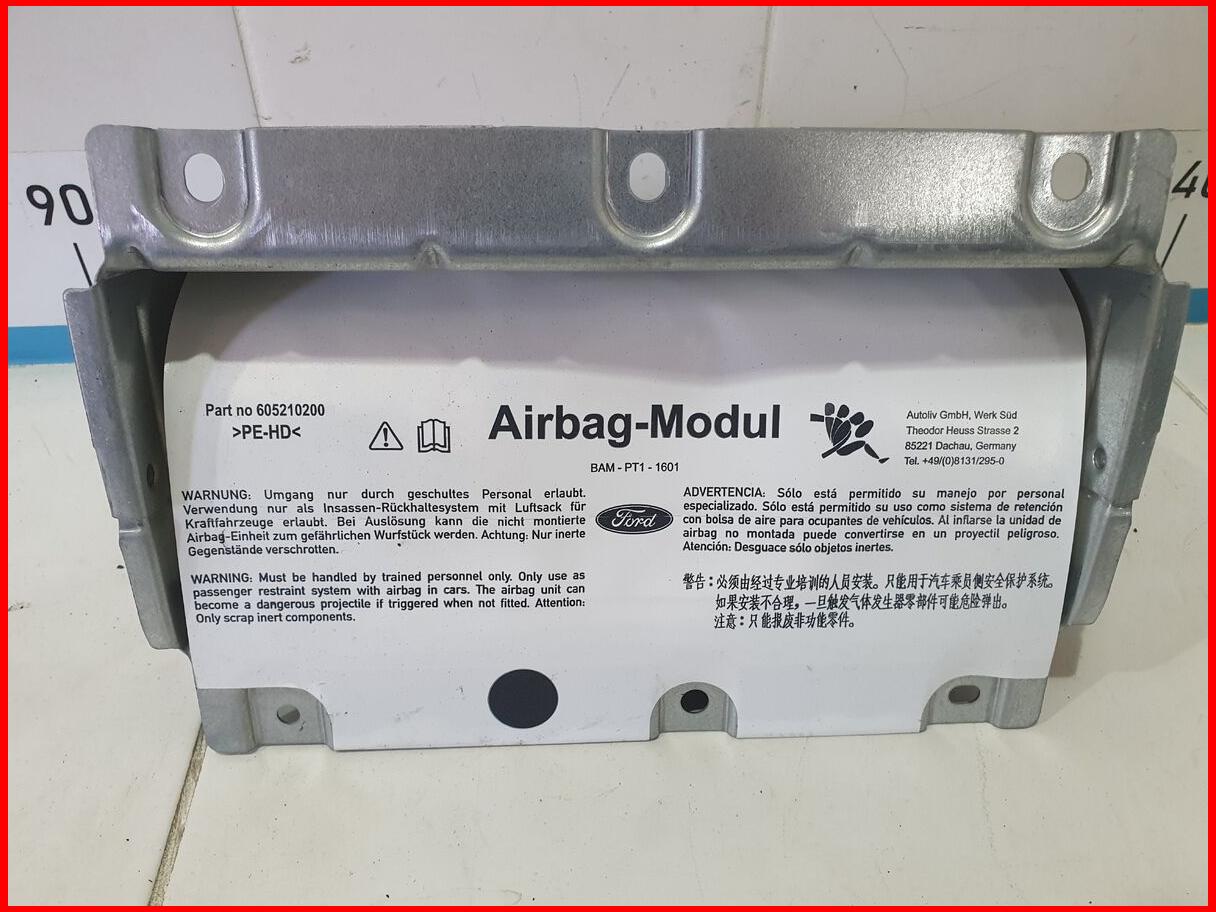 90
40
Part no 605210200
>PE-HD<
Airbag-Modul
BAM - PT1 - 1601
Autoliv GmbH, Werk Süd
Theodor Heuss Strasse 2
85221 Dachau, Germany
Tel. +49/(0)8131/295-0
WARNUNG: Umgang nur durch geschultes Personal erlaubt.
Verwendung nur als Insassen-Rückhaltesystem mit Luftsack für
Kraftfahrzeuge erlaubt. Bei Auslösung kann die nicht montierte
Airbag-Einheit zum gefährlichen Wurfstück werden. Achtung: Nur inerte
Gegenstände verschrotten.
Ford
ADVERTENCIA: Sólo está permitido su manejo por personal
especializado. Sólo está permitido su uso como sistema de retención
con bolsa de aire para ocupantes de vehículos. Al inflarse la unidad de
airbag no montada puede convertirse en un proyectil peligroso.
Atención: Desguace sólo objetos inertes.
WARNING: Must be handled by trained personnel only. Only use as
passenger restraint system with airbag in cars. The airbag unit can
become a dangerous projectile if triggered when not fitted. Attention:
Only scrap inert components.
警告：必须由经过专业培训的人员安装。只能用于汽车乘员侧安全保护系统。
如果安装不合理，一旦触发气体发生器零部件可能危险弹出。
注意：只能报废非功能零件。